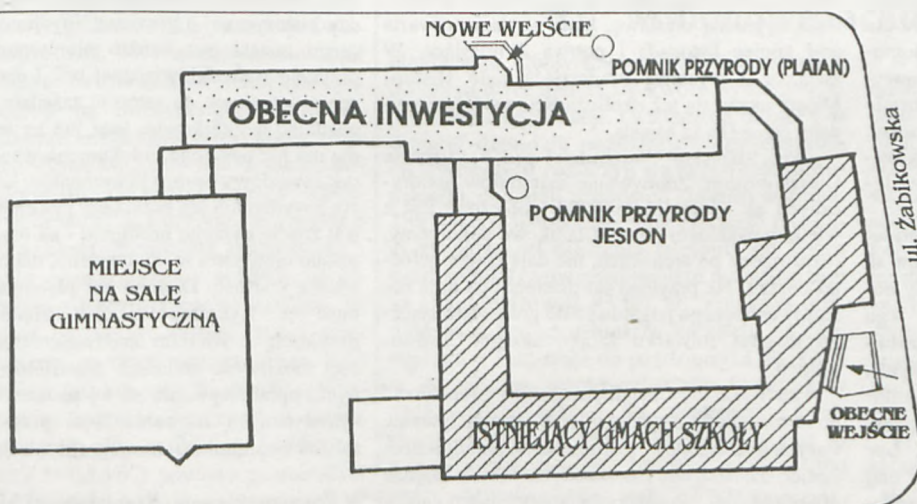 NOWE WEJŚCIE
POMNIK PRZYRODY (PLATAN)
OBECNA INWESTYCJA
ul. Żabikowska
POMNIK PRZYRODY
JESION
MIEJSCE
NA SALĘ
GIMNASTYCZNĄ
OBECNE
WEJŚCIE
ISTNIEJĄCY GMACH SZKOŁY